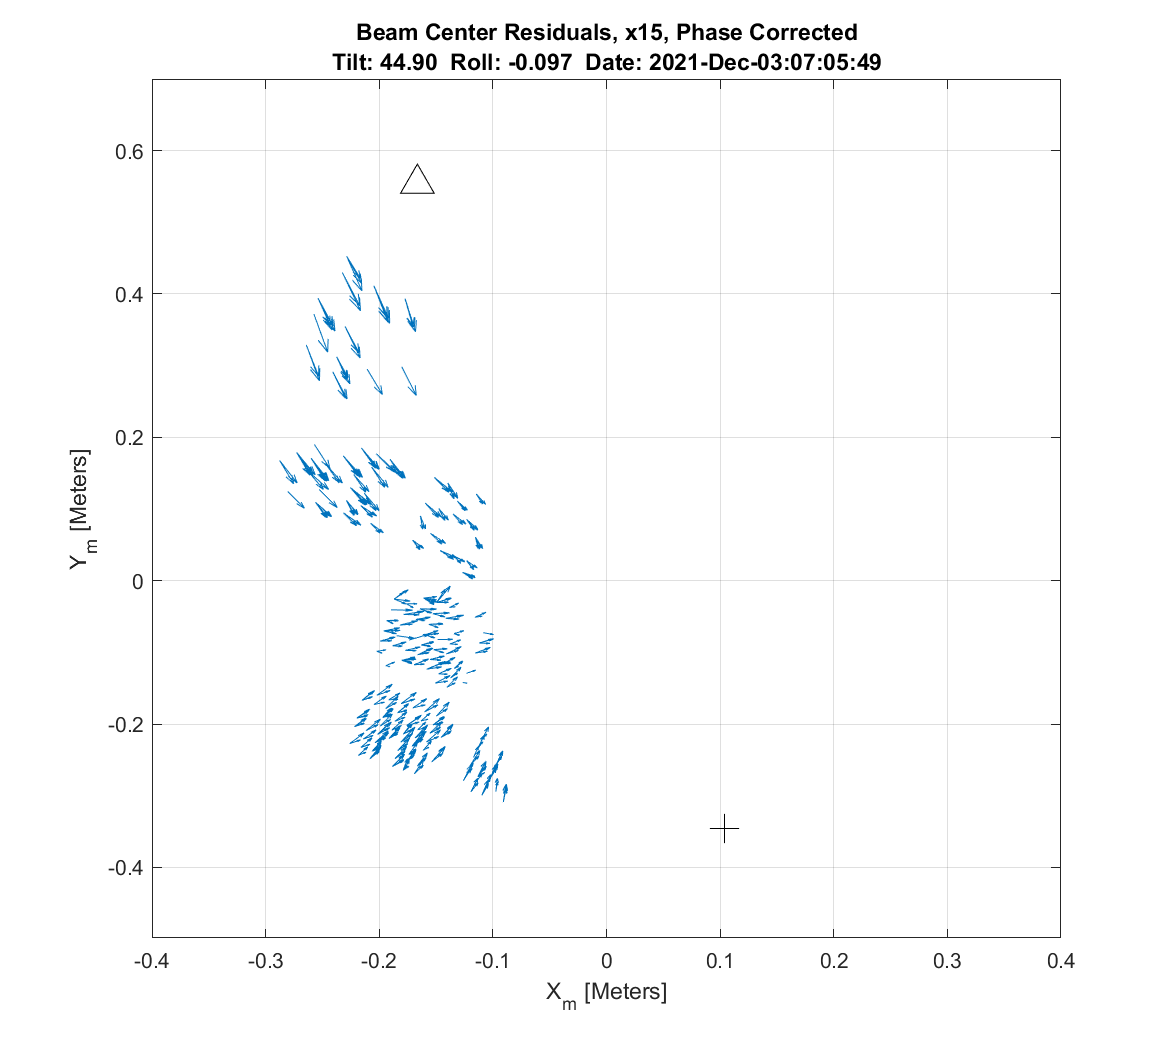 Beam Center Residuals, x15, Phase Corrected
Tilt: 44.90 Roll: -0.097 Date: 2021-Dec-03:07:05:49
0.6
0.4
0.2
0
-0.2
-0.4
Y_m [Meters]
-0.4 -0.3 -0.2 -0.1 0 0.1 0.2 0.3 0.4
X_m [Meters]